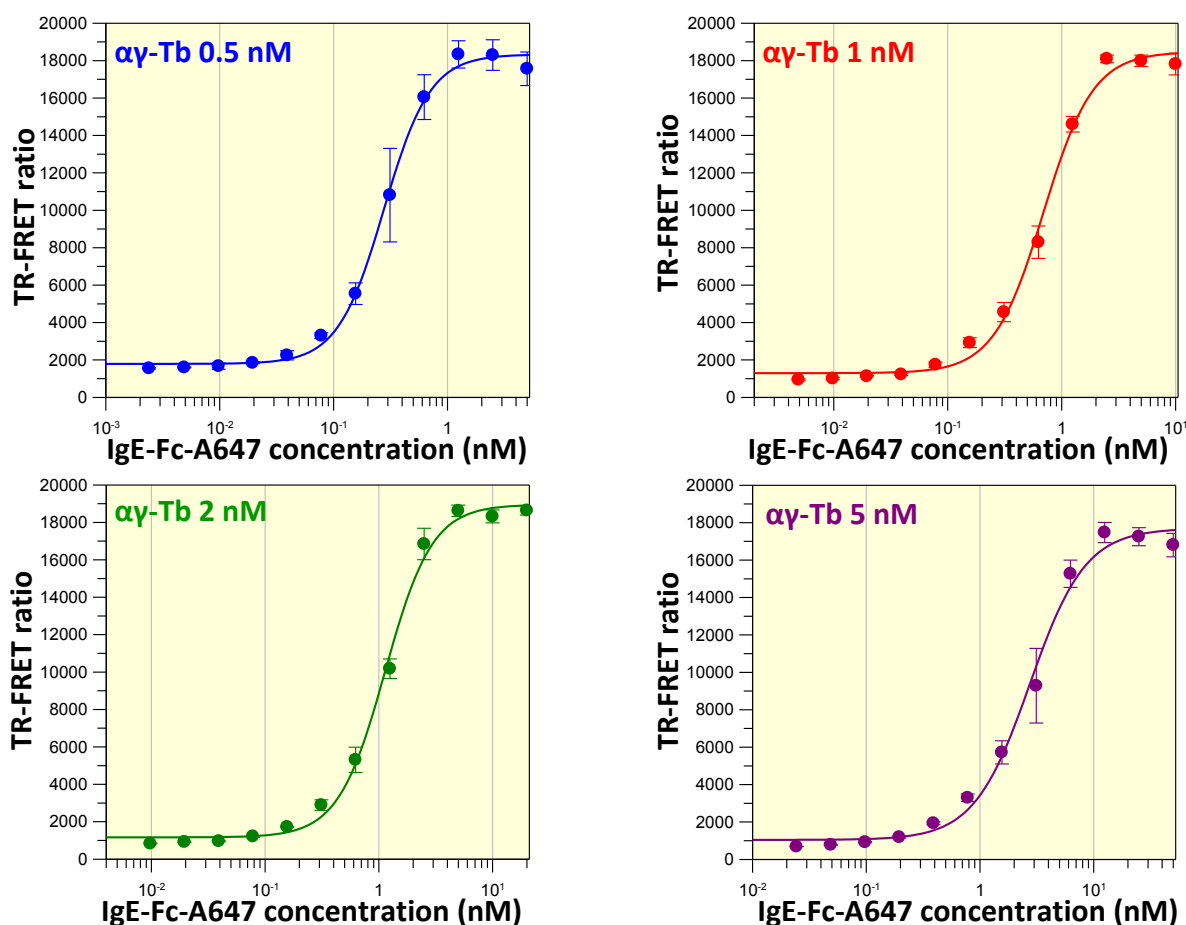 αγ-Tb 0.5 nM
TR-FRET ratio
20000
18000
16000
14000
12000
10000
8000
6000
4000
2000
0
10⁻³ 10⁻² 10⁻¹ 1
IgE-Fc-A647 concentration (nM)
αγ-Tb 1 nM
TR-FRET ratio
20000
18000
16000
14000
12000
10000
8000
6000
4000
2000
0
10⁻² 10⁻¹ 1 10¹
IgE-Fc-A647 concentration (nM)
αγ-Tb 2 nM
TR-FRET ratio
20000
18000
16000
14000
12000
10000
8000
6000
4000
2000
0
10⁻² 10⁻¹ 1 10¹
IgE-Fc-A647 concentration (nM)
αγ-Tb 5 nM
TR-FRET ratio
20000
18000
16000
14000
12000
10000
8000
6000
4000
2000
0
10⁻² 10⁻¹ 1 10¹
IgE-Fc-A647 concentration (nM)